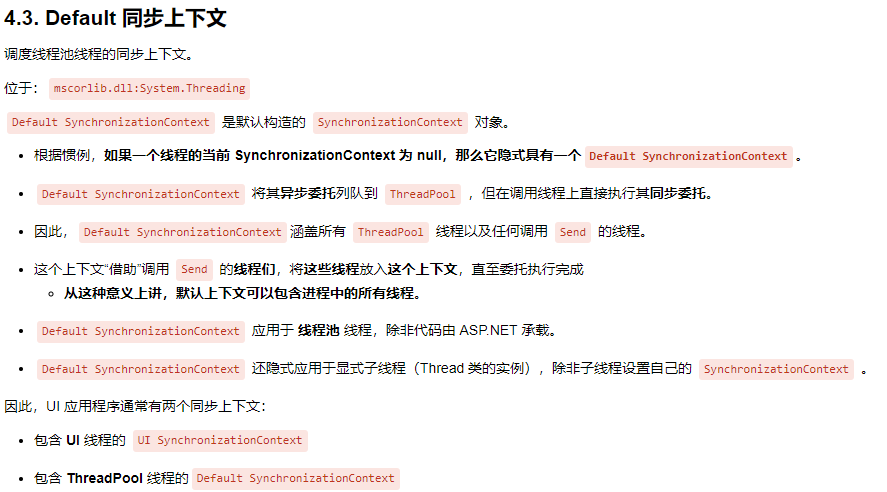 4.3. Default 同步上下文
调度线程池线程的同步上下文。
位于： mscorlib.dll:System.Threading
Default SynchronizationContext 是默认构造的 SynchronizationContext 对象。
• 根据惯例，如果一个线程的当前 SynchronizationContext 为 null，那么它隐式具有一个 Default SynchronizationContext 。
• Default SynchronizationContext 将其异步委托列队到 ThreadPool ，但在调用线程上直接执行其同步委托。
• 因此， Default SynchronizationContext 涵盖所有 ThreadPool 线程以及任何调用 Send 的线程。
• 这个上下文“借助”调用 Send 的线程们，将这些线程放入这个上下文，直至委托执行完成
◦ 从这种意义上讲，默认上下文可以包含进程中的所有线程。
• Default SynchronizationContext 应用于 线程池 线程，除非代码由 ASP.NET 承载。
• Default SynchronizationContext 还隐式应用于显式子线程（Thread 类的实例），除非子线程设置自己的 SynchronizationContext 。
因此，UI 应用程序通常有两个同步上下文：
• 包含 UI 线程的 UI SynchronizationContext
• 包含 ThreadPool 线程的 Default SynchronizationContext